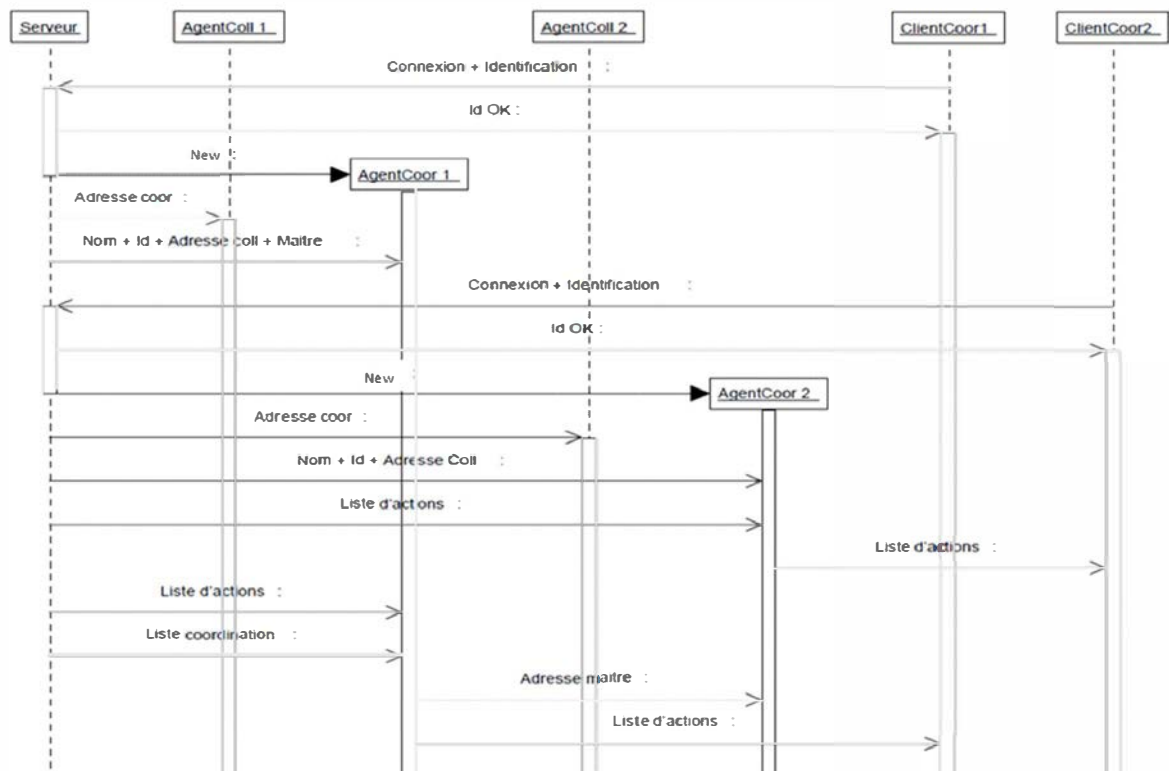 Serveur
AgentColl 1
AgentColl 2
ClientCoor1
ClientCoor2
Connexion + Identification :
Id OK :
New :
AgentCoor 1
Adresse coor :
Nom + Id + Adresse coll + Maitre :
Connexion + Identification :
Id OK :
New :
AgentCoor 2
Adresse coor :
Nom + Id + Adresse Coll :
Liste d'actions :
Liste d'actions :
Liste d'actions :
Liste coordination :
Adresse maitre :
Liste d'actions :